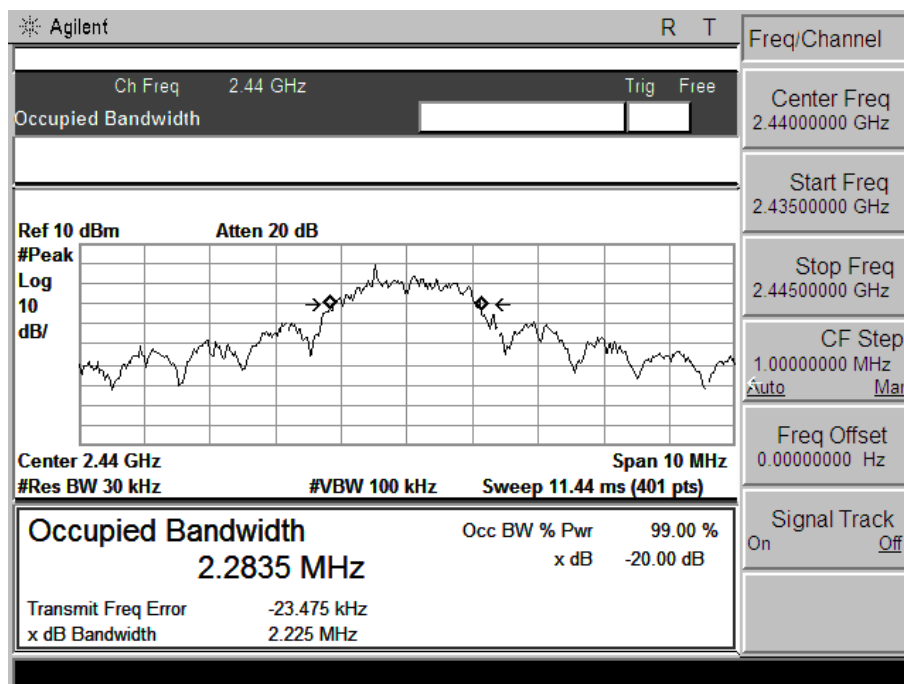 Agilent R T
Ch Freq 2.44 GHz Trig Free
Occupied Bandwidth
Ref 10 dBm Atten 20 dB
#Peak
Log
10
dB/
Center 2.44 GHz Span 10 MHz
#Res BW 30 kHz #VBW 100 kHz Sweep 11.44 ms (401 pts)
Occupied Bandwidth
2.2835 MHz
Occ BW % Pwr 99.00 %
x dB -20.00 dB
Transmit Freq Error -23.475 kHz
x dB Bandwidth 2.225 MHz
Freq/Channel
Center Freq
2.44000000 GHz
Start Freq
2.43500000 GHz
Stop Freq
2.44500000 GHz
CF Step
1.00000000 MHz
Auto Man
Freq Offset
0.00000000 Hz
Signal Track
On Off